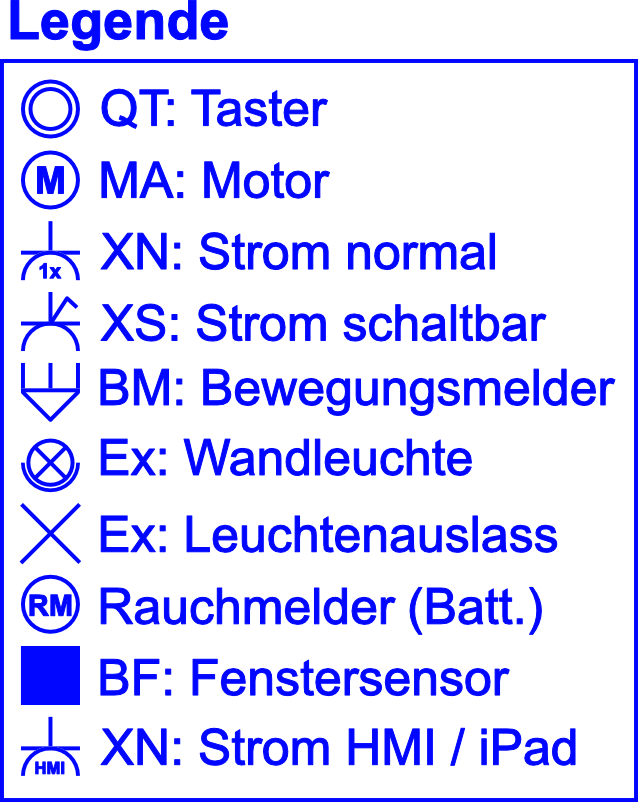 Legende
QT: Taster
M MA: Motor
1x XN: Strom normal
XS: Strom schaltbar
BM: Bewegungsmelder
Ex: Wandleuchte
Ex: Leuchtenauslass
RM Rauchmelder (Batt.)
BF: Fenstersensor
HMI XN: Strom HMI / iPad